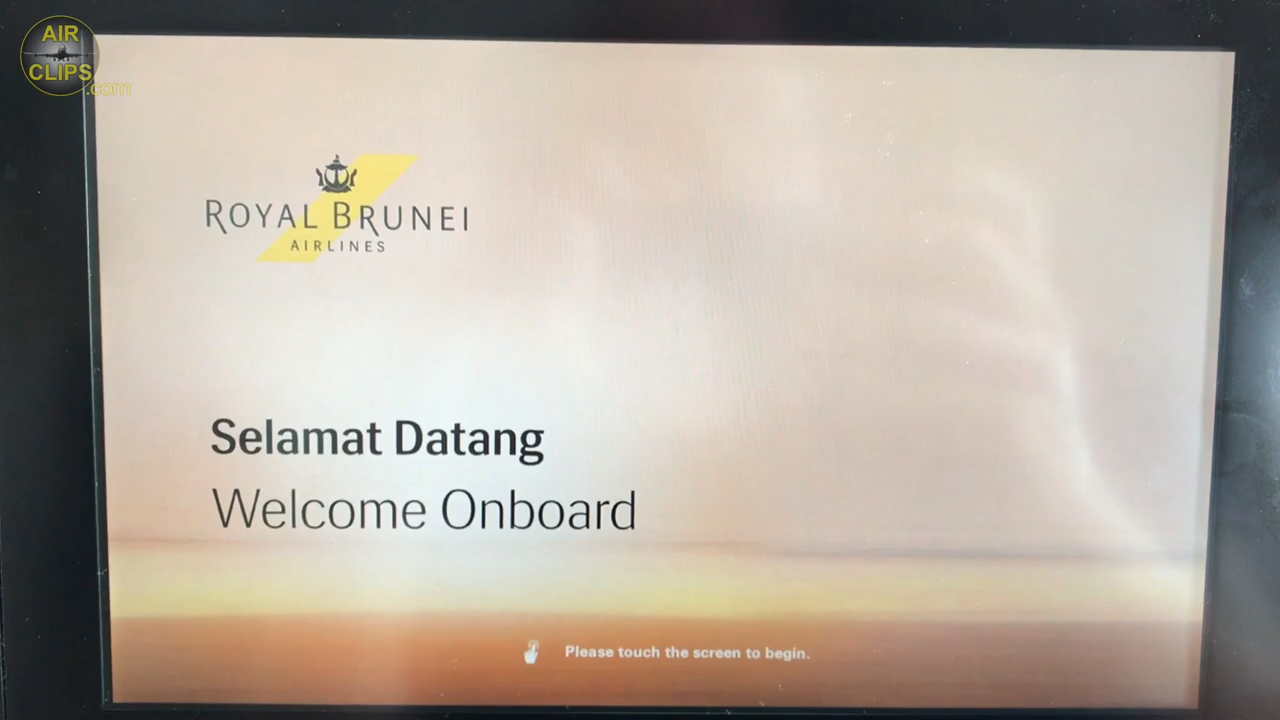 AIR
CLIPS
.com
ROYAL BRUNEI
AIRLINES
Selamat Datang
Welcome Onboard
Please touch the screen to begin.